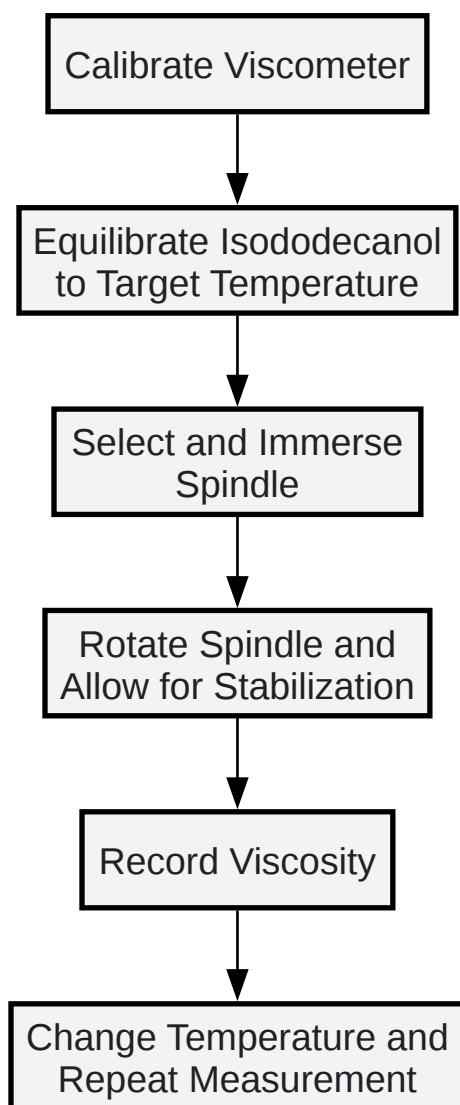 Calibrate Viscometer
Equilibrate Isododecanol
to Target Temperature
Select and Immerse
Spindle
Rotate Spindle and
Allow for Stabilization
Record Viscosity
Change Temperature and
Repeat Measurement